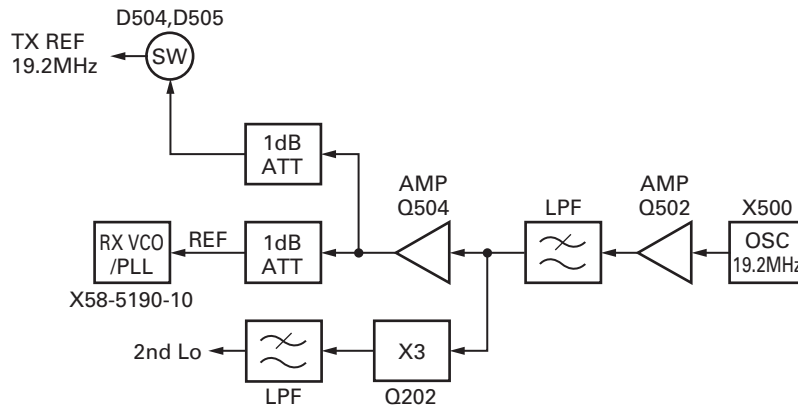 D504,D505
TX REF
19.2MHz
SW
1dB
ATT
AMP
Q504
LPF
AMP
Q502
X500
OSC
19.2MHz
RX VCO
/PLL
REF
1dB
ATT
X58-5190-10
2nd Lo
LPF
X3
Q202